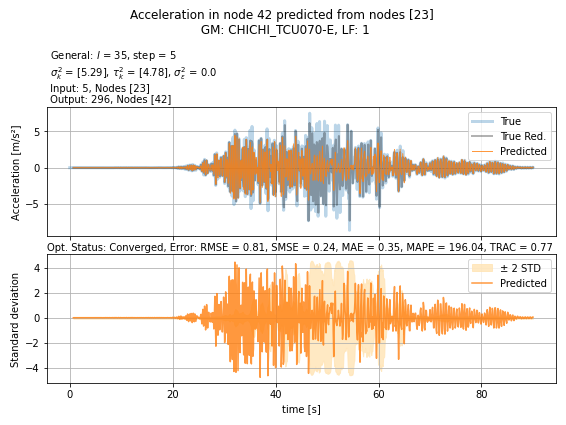 Acceleration in node 42 predicted from nodes [23]
GM: CHICHI_TCU070-E, LF: 1
General: l = 35, step = 5
σ²ₖ = [5.29], τ²ₖ = [4.78], σ²ε = 0.0
Input: 5, Nodes [23]
Output: 296, Nodes [42]
Acceleration [m/s²]
5
0
−5
True
True Red.
Predicted
Opt. Status: Converged, Error: RMSE = 0.81, SMSE = 0.24, MAE = 0.35, MAPE = 196.04, TRAC = 0.77
Standard deviation
4
2
0
−2
−4
± 2 STD
Predicted
0 20 40 60 80
time [s]